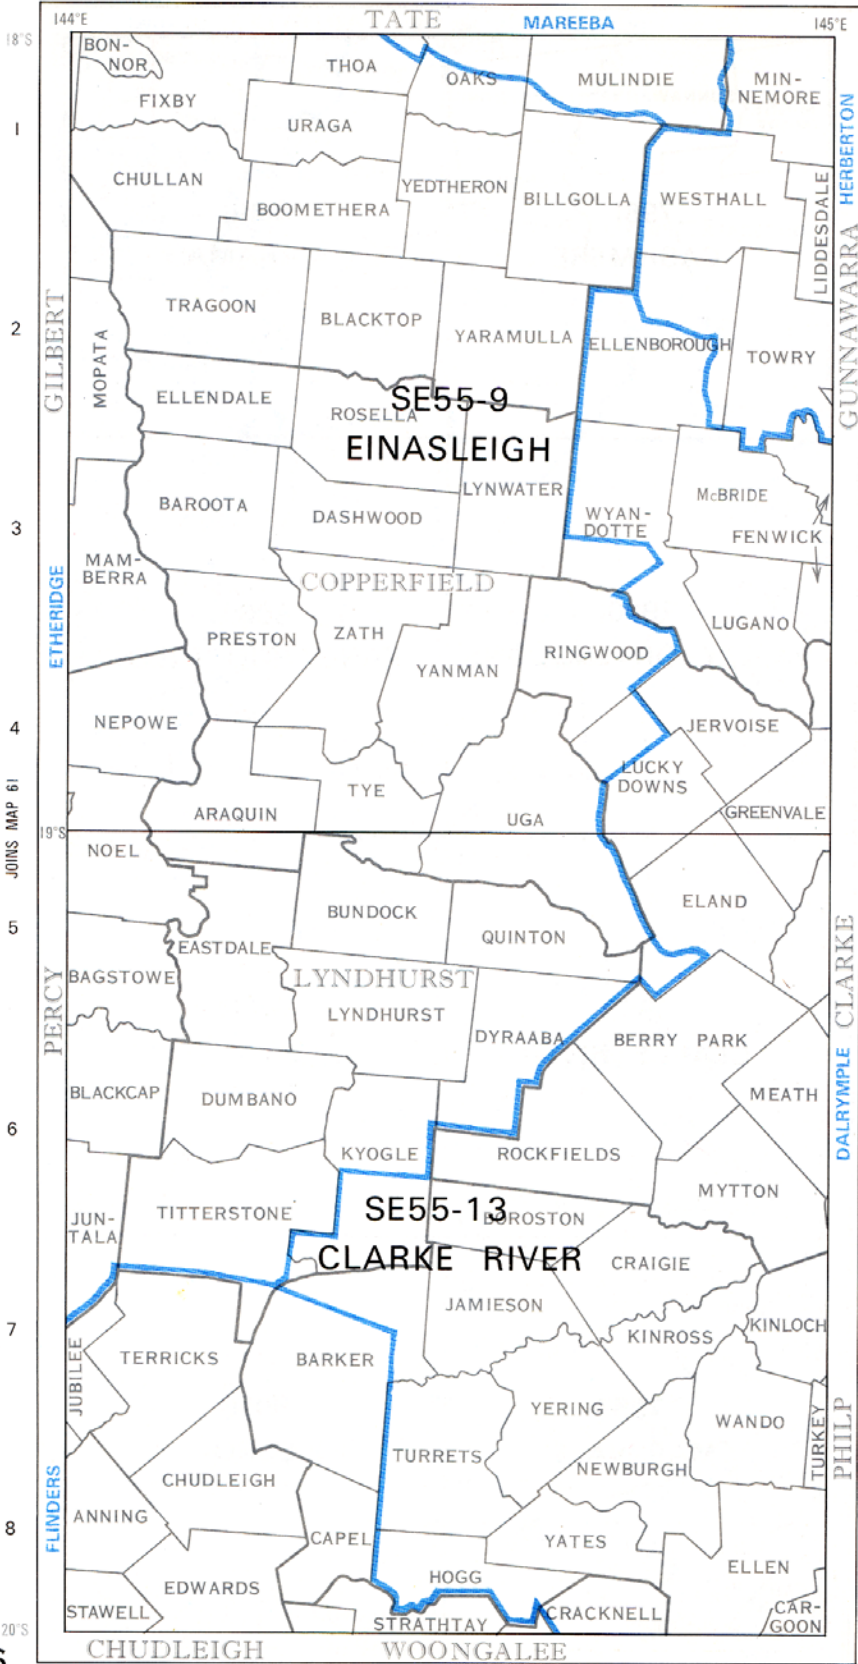 144°E
TATE
MAREEBA
145°E
18°S
BON-
NOR
THOA
OAKS
MULINDIE
MIN-
NEMORE
FIXBY
URAGA
HERBERTON
1
CHULLAN
BOOMETHERA
YEDTHERON
BILLGOLLA
WESTHALL
LIDDESDALE
GUNNAWARRA
GILBERT
2
MOPATA
TRAGOON
BLACKTOP
YARAMULLA
ELLENBOROUGH
TOWRY
ELLENDALE
ROSELLA
SE55-9
EINASLEIGH
LYNWATER
McBRIDE
BAROOTA
DASHWOOD
WYAN-
DOTTE
FENWICK
3
MAM-
BERRA
COPPERFIELD
ETHERIDGE
PRESTON
ZATH
YANMAN
RINGWOOD
LUGANO
4
NEPOWE
JERVOISE
LUCKY
DOWNS
TYE
ARAQUIN
UGA
GREENVALE
JOINS MAP 61
19°S
NOEL
BUNDOCK
QUINTON
ELAND
5
EASTDALE
BAGSTOWE
LYNDHURST
LYNDHURST
DYRAABA
BERRY PARK
PERCY
CLARKE
DALRYMPLE
BLACKCAP
DUMBANO
MEATH
6
KYOGLE
ROCKFIELDS
MYTTON
JUN-
TALA
TITTERSTONE
SE55-13
BOROSTON
CLARKE RIVER
CRAIGIE
JAMIESON
7
JUBILEE
TERRICKS
BARKER
KINROSS
KINLOCH
YERING
WANDO
TURKEY
PHILP
TURRETS
NEWBURGH
FLINDERS
CHUDLEIGH
8
ANNING
CAPEL
YATES
ELLEN
HOGG
EDWARDS
STAWELL
STRATHTAY
CRACKNELL
CAR-
GOON
20°S
CHUDLEIGH
WOONGALEE